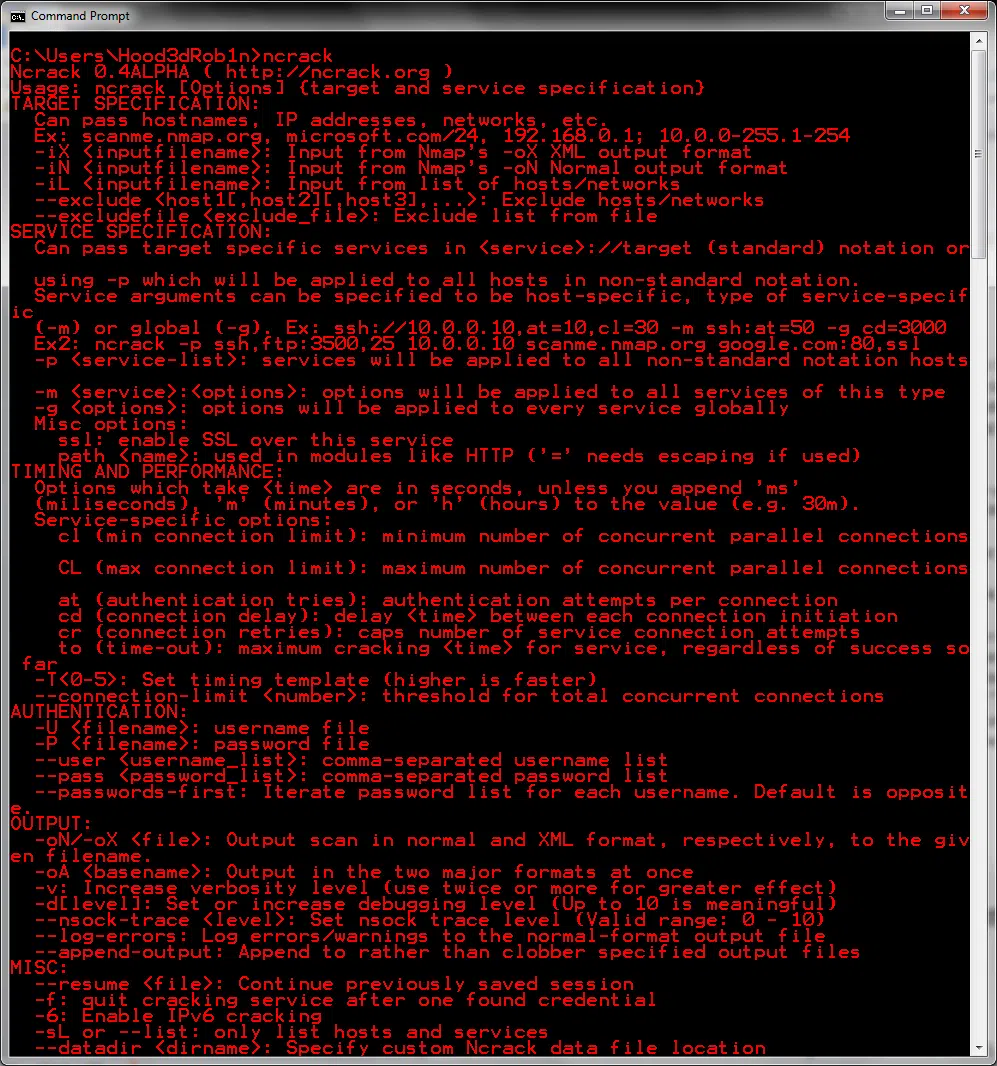 Command Prompt
C:\Users\Hood3dRob1n>ncrack
Ncrack 0.4ALPHA ( http://ncrack.org )
Usage: ncrack [Options] {target and service specification}
TARGET SPECIFICATION:
  Can pass hostnames, IP addresses, networks, etc.
  Ex: scanme.nmap.org, microsoft.com/24, 192.168.0.1; 10.0.0-255.1-254
  -iX <inputfilename>: Input from Nmap's -oX XML output format
  -iN <inputfilename>: Input from Nmap's -oN Normal output format
  -iL <inputfilename>: Input from list of hosts/networks
  --exclude <host1[,host2][,host3],...>: Exclude hosts/networks
  --excludefile <exclude_file>: Exclude list from file
SERVICE SPECIFICATION:
  Can pass target specific services in <service>://target (standard) notation or
  using -p which will be applied to all hosts in non-standard notation.
  Service arguments can be specified to be host-specific, type of service-specif
ic
  (-m) or global (-g). Ex: ssh://10.0.0.10,at=10,cl=30 -m ssh:at=50 -g cd=3000
  Ex2: ncrack -p ssh,ftp:3500,25 10.0.0.10 scanme.nmap.org google.com:80,ssl
  -p <service-list>: services will be applied to all non-standard notation hosts
  -m <service>:<options>: options will be applied to all services of this type
  -g <options>: options will be applied to every service globally
  Misc options:
    ssl: enable SSL over this service
    path <name>: used in modules like HTTP ('=' needs escaping if used)
TIMING AND PERFORMANCE:
  Options which take <time> are in seconds, unless you append 'ms'
  (miliseconds), 'm' (minutes), or 'h' (hours) to the value (e.g. 30m).
  Service-specific options:
    cl (min connection limit): minimum number of concurrent parallel connections
    CL (max connection limit): maximum number of concurrent parallel connections
    at (authentication tries): authentication attempts per connection
    cd (connection delay): delay <time> between each connection initiation
    cr (connection retries): caps number of service connection attempts
    to (time-out): maximum cracking <time> for service, regardless of success so
 far
  -T<0-5>: Set timing template (higher is faster)
  --connection-limit <number>: threshold for total concurrent connections
AUTHENTICATION:
  -U <filename>: username file
  -P <filename>: password file
  --user <username_list>: comma-separated username list
  --pass <password_list>: comma-separated password list
  --passwords-first: Iterate password list for each username. Default is opposit
e.
OUTPUT:
  -oN/-oX <file>: Output scan in normal and XML format, respectively, to the giv
en filename.
  -oA <basename>: Output in the two major formats at once
  -v: Increase verbosity level (use twice or more for greater effect)
  -d[level]: Set or increase debugging level (Up to 10 is meaningful)
  --nsock-trace <level>: Set nsock trace level (Valid range: 0 - 10)
  --log-errors: Log errors/warnings to the normal-format output file
  --append-output: Append to rather than clobber specified output files
MISC:
  --resume <file>: Continue previously saved session
  -f: quit cracking service after one found credential
  -6: Enable IPv6 cracking
  -sL or --list: only list hosts and services
  --datadir <dirname>: Specify custom Ncrack data file location